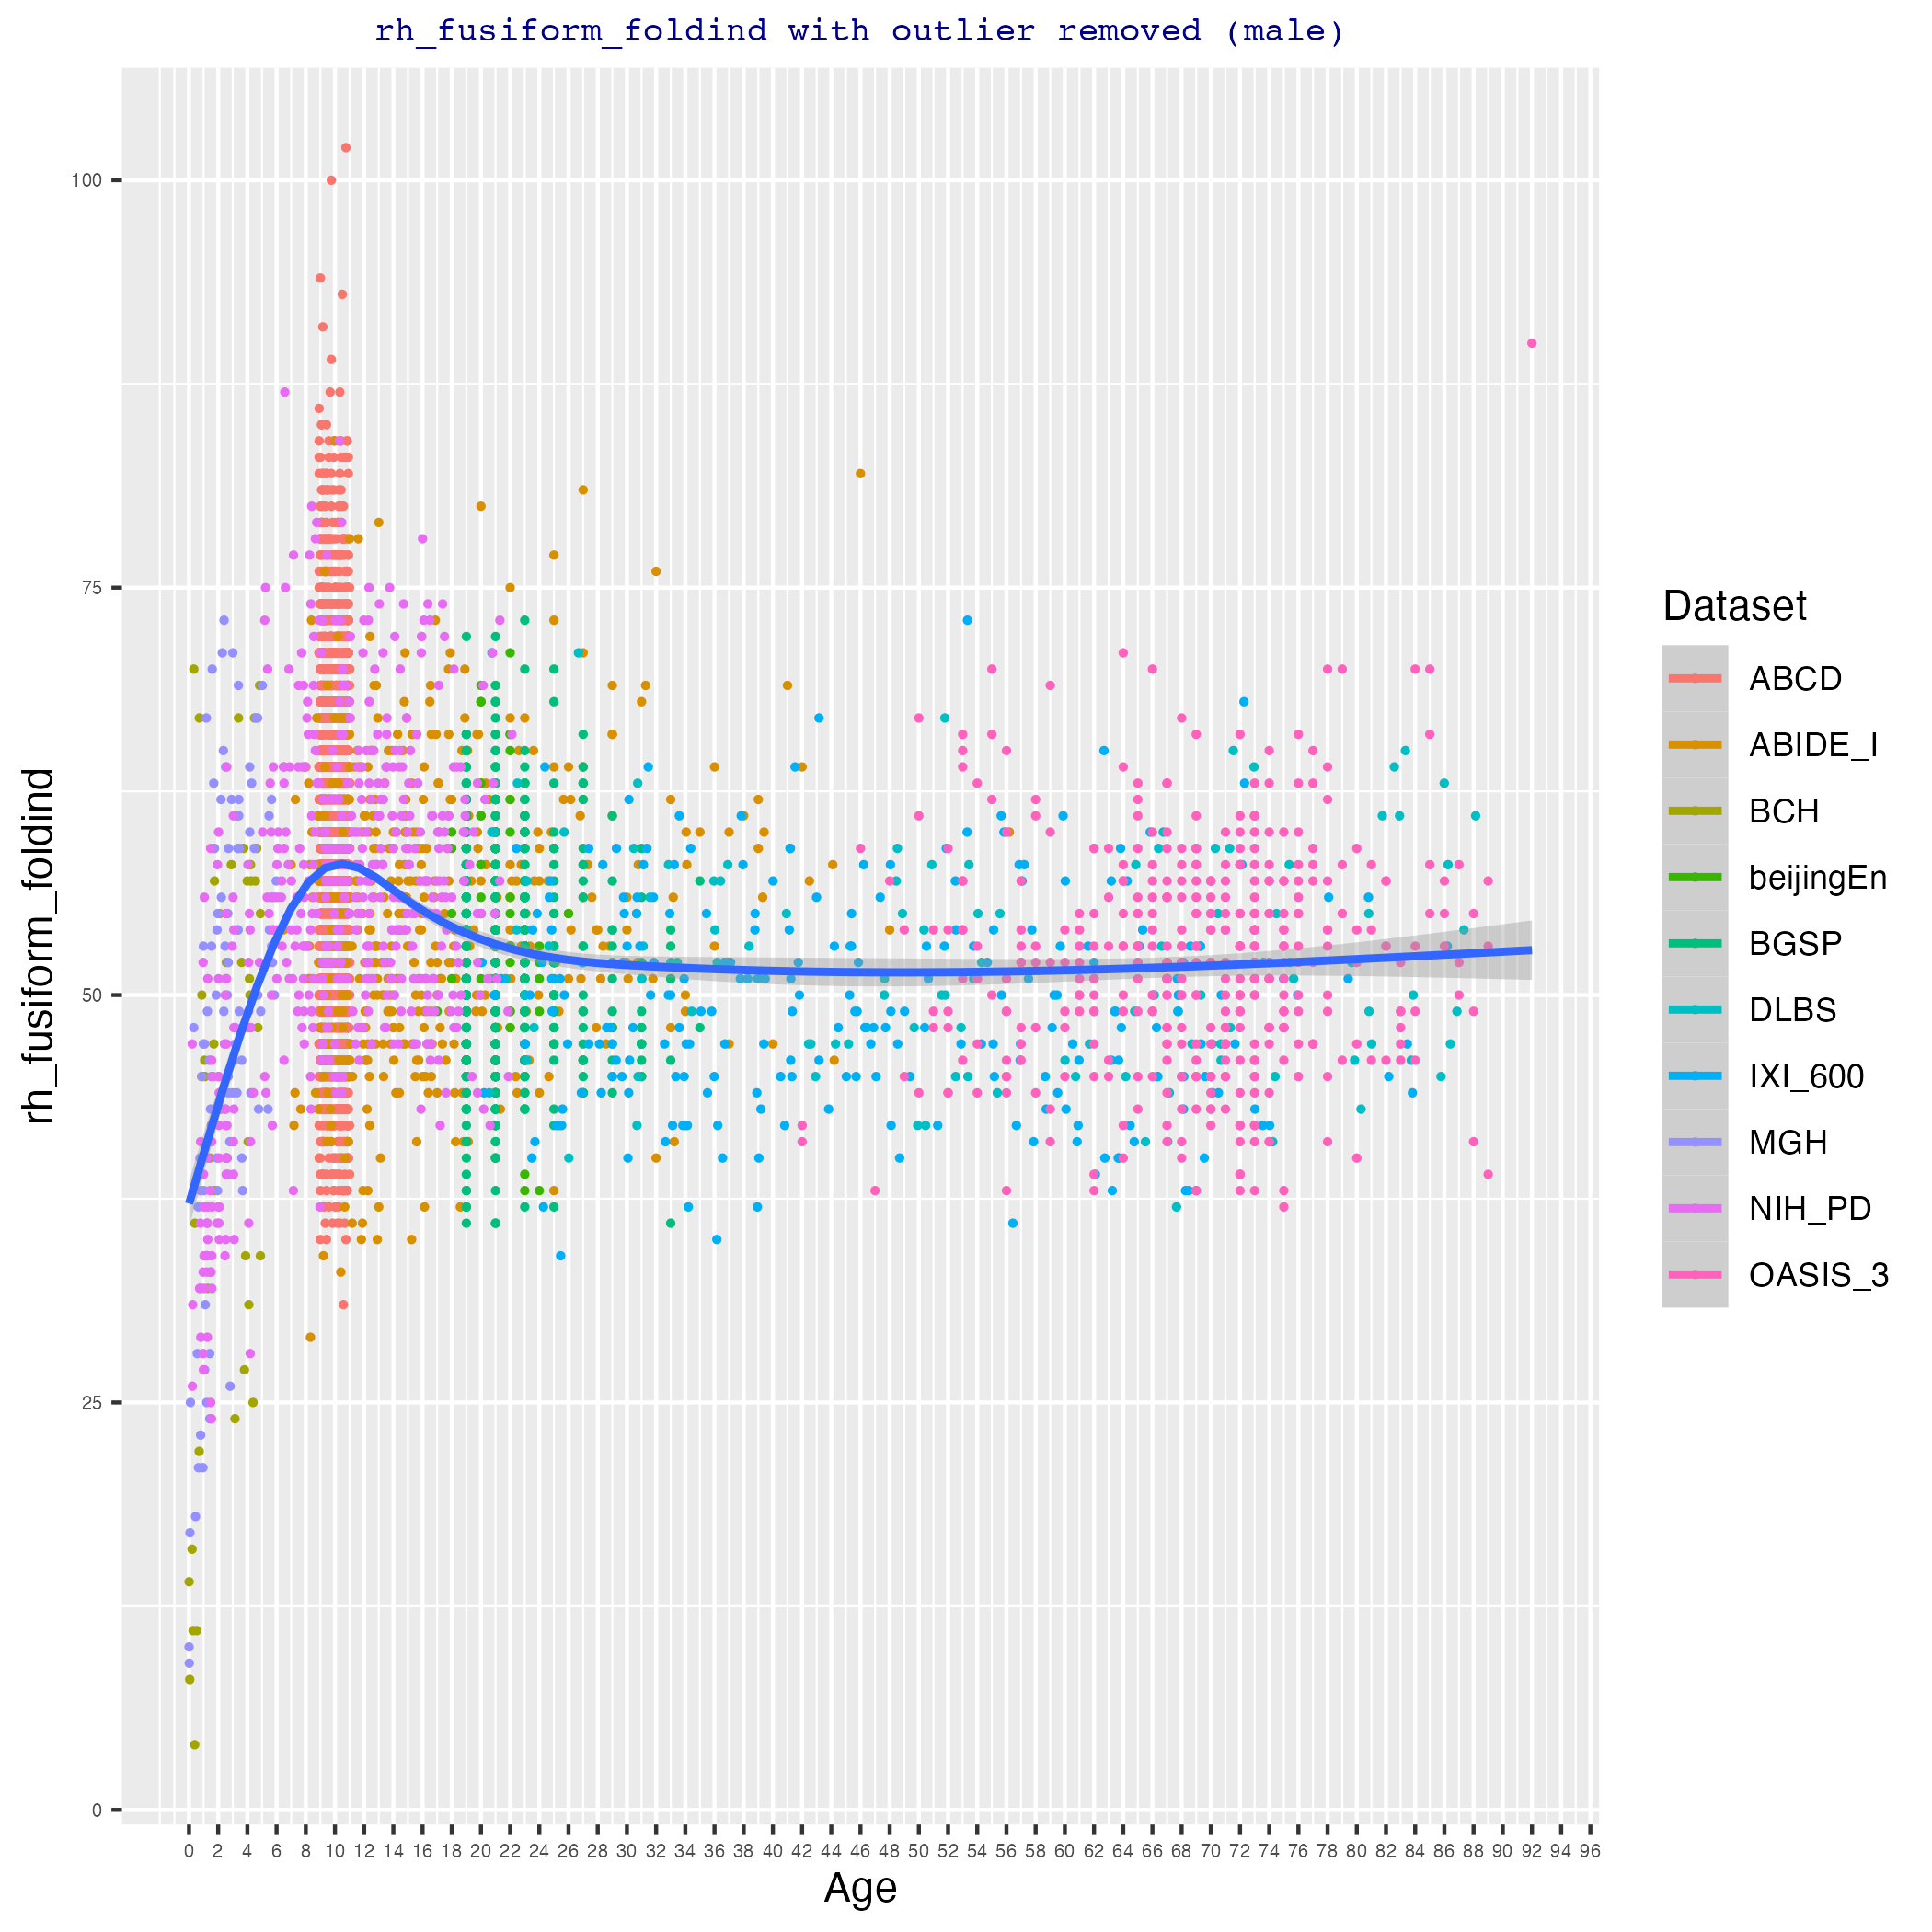 rh_fusiform_foldind with outlier removed (male)
100
75
50
25
0
rh_fusiform_foldind
0 2 4 6 8 10 12 14 16 18 20 22 24 26 28 30 32 34 36 38 40 42 44 46 48 50 52 54 56 58 60 62 64 66 68 70 72 74 76 78 80 82 84 86 88 90 92 94 96
Age
Dataset
ABCD
ABIDE_I
BCH
beijingEn
BGSP
DLBS
IXI_600
MGH
NIH_PD
OASIS_3